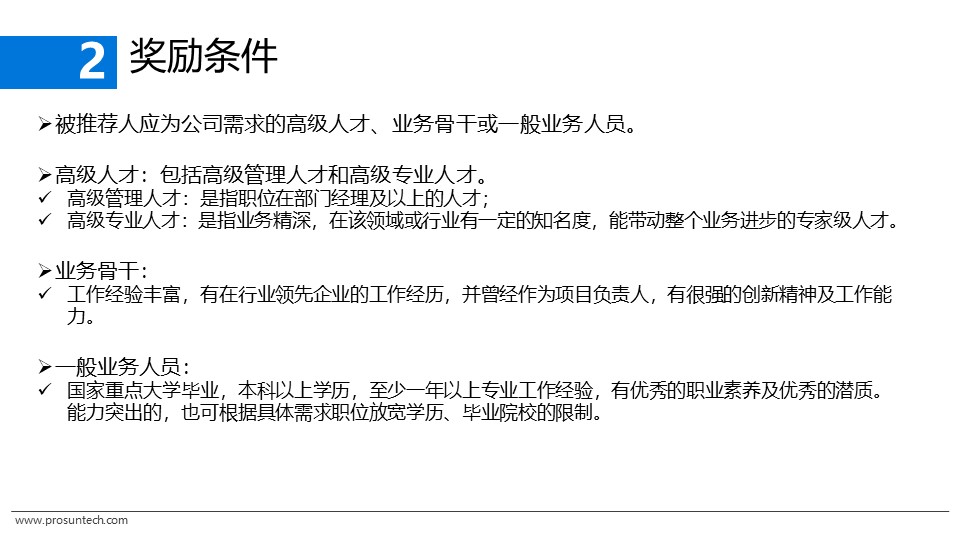 2 奖励条件
➢被推荐人应为公司需求的高级人才、业务骨干或一般业务人员。
➢高级人才：包括高级管理人才和高级专业人才。
✓ 高级管理人才：是指职位在部门经理及以上的人才；
✓ 高级专业人才：是指业务精深，在该领域或行业有一定的知名度，能带动整个业务进步的专家级人才。
➢业务骨干：
✓ 工作经验丰富，有在行业领先企业的工作经历，并曾经作为项目负责人，有很强的创新精神及工作能
力。
➢一般业务人员：
✓ 国家重点大学毕业，本科以上学历，至少一年以上专业工作经验，有优秀的职业素养及优秀的潜质。
能力突出的，也可根据具体需求职位放宽学历、毕业院校的限制。
www.prosuntech.com